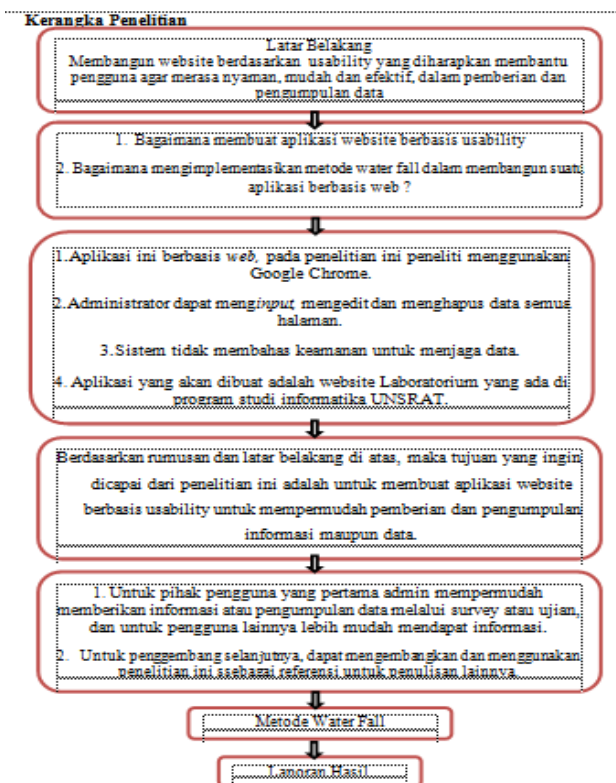 Kerangka Penelitian
Latar Belakang
Membangun website berdasarkan usability yang diharapkan membantu
pengguna agar merasa nyaman, mudah dan efektif, dalam pemberian dan
pengumpulan data
1. Bagaimana membuat aplikasi website berbasis usability
2. Bagaimana mengimplementasikan metode water fall dalam membangun suatu
aplikasi berbasis web ?
1.Aplikasi ini berbasis web, pada penelitian ini peneliti menggunakan
Google Chrome.
2.Administrator dapat menginput, mengedit dan menghapus data semua
halaman.
3.Sistem tidak membahas keamanan untuk menjaga data.
4. Aplikasi yang akan dibuat adalah website Laboratorium yang ada di
program studi informatika UNSRAT.
Berdasarkan rumusan dan latar belakang di atas, maka tujuan yang ingin
dicapai dari penelitian ini adalah untuk membuat aplikasi website
berbasis usability untuk mempermudah pemberian dan pengumpulan
informasi maupun data.
1. Untuk pihak pengguna yang pertama admin mempermudah
memberikan informasi atau pengumpulan data melalui survey atau ujian,
dan untuk pengguna lainnya lebih mudah mendapat informasi.
2. Untuk penggembang selanjutnya, dapat mengembangkan dan menggunakan
penelitian ini ssebagai referensi untuk penulisan lainnya.
Metode Water Fall
Laporan Hasil